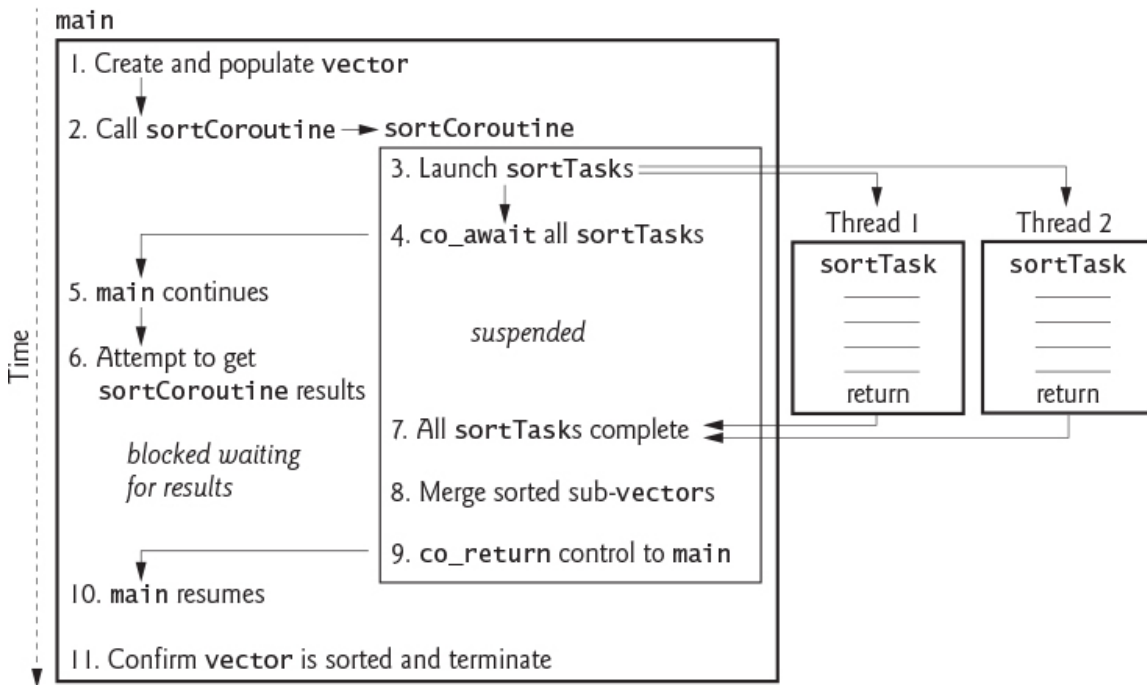 main
1. Create and populate vector
2. Call sortCoroutine
sortCoroutine
3. Launch sortTasks
4. co_await all sortTasks
Thread 1
Thread 2
sortTask
sortTask
5. main continues
suspended
6. Attempt to get
sortCoroutine results
Time
return
return
7. All sortTasks complete
blocked waiting
for results
8. Merge sorted sub-vectors
9. co_return control to main
10. main resumes
11. Confirm vector is sorted and terminate